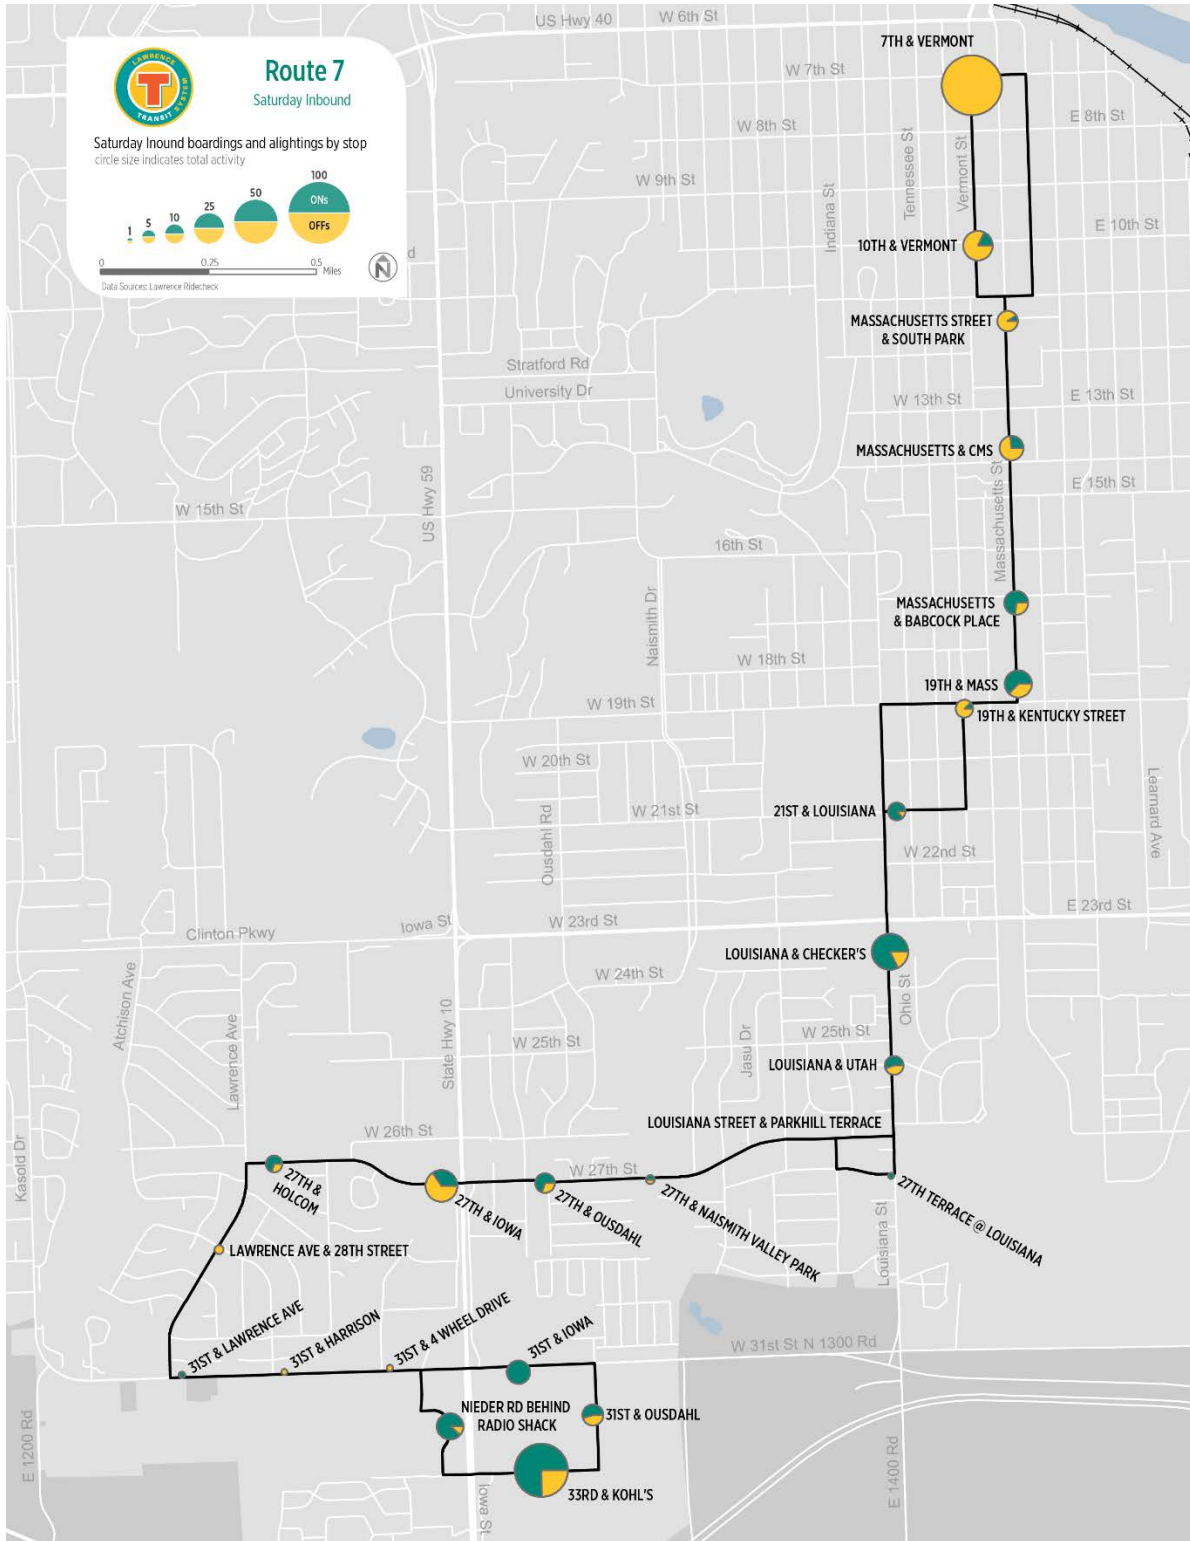 US Hwy 40
W 6th St
7TH & VERMONT
LAWRENCE
TRANSIT SYSTEM
T
Route 7
Saturday Inbound
Saturday Inound boardings and alightings by stop
circle size indicates total activity
1
5
10
25
50
100
ONs
OFFs
0
0.25
0.5
Miles
N
Data Sources: Lawrence Ridecheck
d
W 7th St
W 8th St
E 8th St
W 9th St
Tennessee St
Vermont St
Indiana St
E 10th St
10TH & VERMONT
MASSACHUSETTS STREET
& SOUTH PARK
Stratford Rd
University Dr
W 13th St
E 13th St
MASSACHUSETTS & CMS
US Hwy 59
Massachusetts St
E 15th St
W 15th St
16th St
Naismith Dr
MASSACHUSETTS
& BABCOCK PLACE
W 18th St
19TH & MASS
W 19th St
19TH & KENTUCKY STREET
W 20th St
Learnard Ave
W 21st St
21ST & LOUISIANA
Ousdahl Rd
W 22nd St
E 23rd St
Iowa St
W 23rd St
Clinton Pkwy
LOUISIANA & CHECKER'S
W 24th St
Atchison Ave
Ohio St
Lawrence Ave
State Hwy 10
W 25th St
Jasu Dr
W 25th St
LOUISIANA & UTAH
LOUISIANA STREET & PARKHILL TERRACE
W 26th St
Kasold Dr
W 27th St
27TH &
HOLCOM
27TH & IOWA
27TH & OUSDAHL
27TH & NAISMITH VALLEY PARK
27TH TERRACE @ LOUISIANA
Louisiana St
LAWRENCE AVE & 28TH STREET
31ST & LAWRENCE AVE
31ST & HARRISON
31ST & 4 WHEEL DRIVE
31ST & IOWA
W 31st St N 1300 Rd
NIEDER RD BEHIND
RADIO SHACK
31ST & OUSDAHL
E 1200 Rd
E 1400 Rd
33RD & KOHL'S
Iowa St